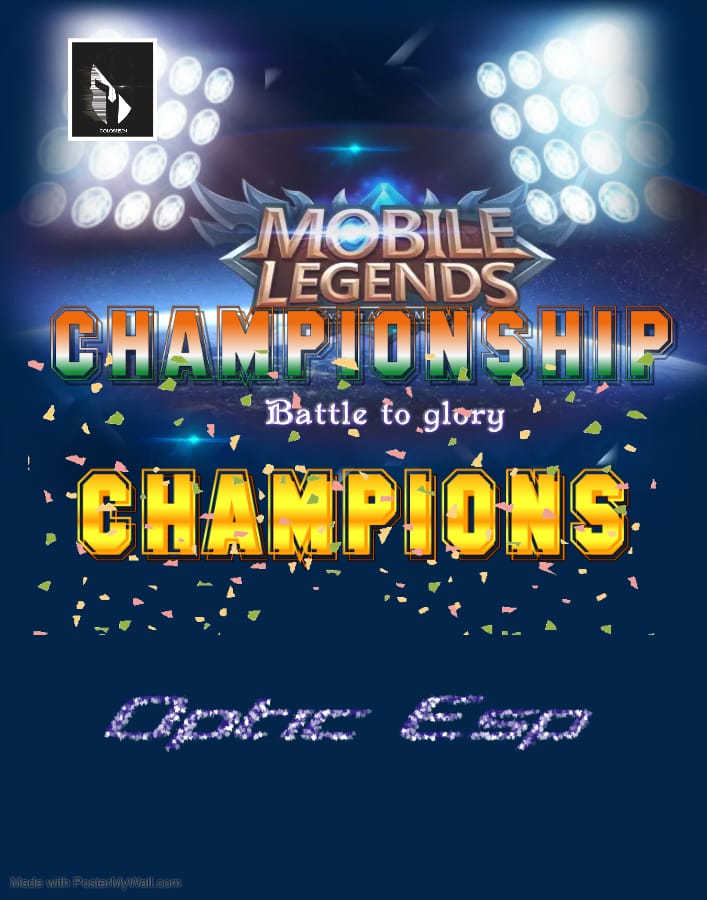 MOBILE
LEGENDS
CHAMPIONSHIP
Battle to glory
CHAMPIONS
Optic Esp
Made with PosterMyWall.com